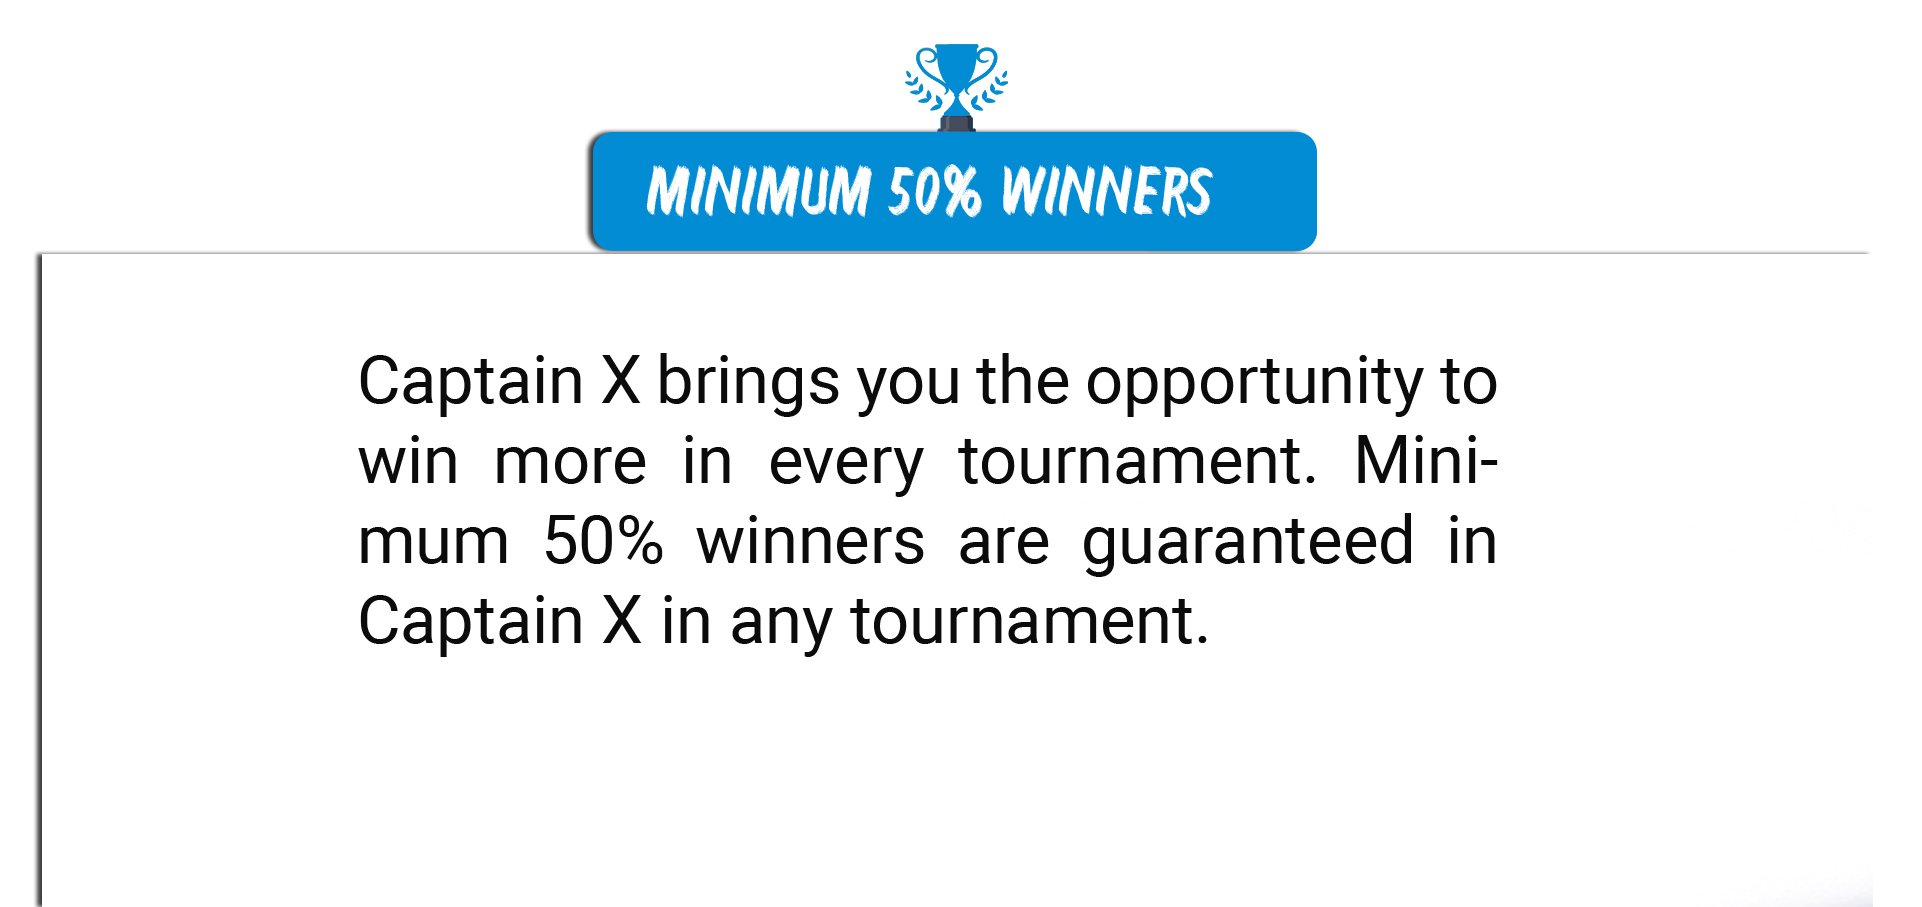 MINIMUM 50% WINNERS
Captain X brings you the opportunity to
win more in every tournament. Mini-
mum 50% winners are guaranteed in
Captain X in any tournament.